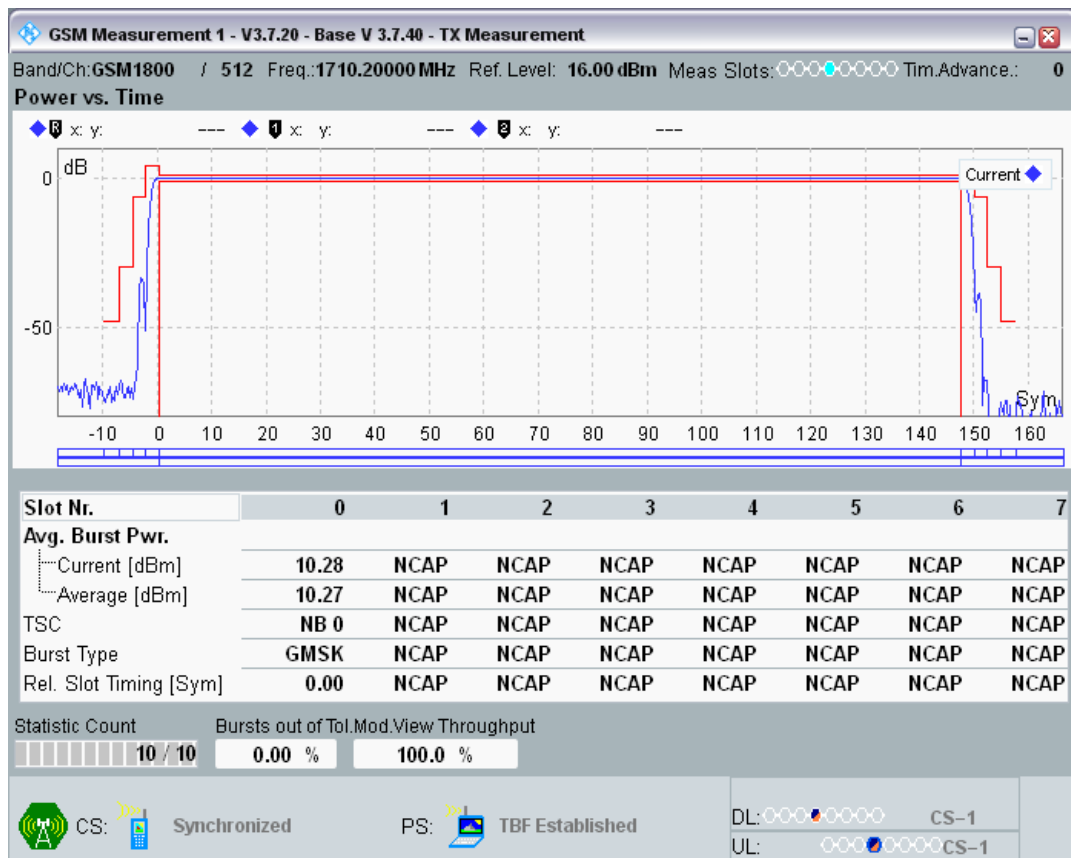 GSM Measurement 1 - V3.7.20 - Base V 3.7.40 - TX Measurement
Band/Ch:GSM1800 / 512 Freq.:1710.20000 MHz Ref. Level: 16.00 dBm Meas Slots: Tim.Advance.: 0
Power vs. Time
R x: y: --- 1 x: y: --- 2 x: y: ---
dB
Current
0
-50
Sym
-10 0 10 20 30 40 50 60 70 80 90 100 110 120 130 140 150 160
Slot Nr. 0 1 2 3 4 5 6 7
Avg. Burst Pwr.
Current [dBm] 10.28 NCAP NCAP NCAP NCAP NCAP NCAP NCAP
Average [dBm] 10.27 NCAP NCAP NCAP NCAP NCAP NCAP NCAP
TSC NB 0 NCAP NCAP NCAP NCAP NCAP NCAP NCAP
Burst Type GMSK NCAP NCAP NCAP NCAP NCAP NCAP NCAP
Rel. Slot Timing [Sym] 0.00 NCAP NCAP NCAP NCAP NCAP NCAP NCAP
Statistic Count Bursts out of Tol.Mod.View Throughput
10 / 10 0.00 % 100.0 %
CS: Synchronized PS: TBF Established
DL: CS-1
UL: CS-1